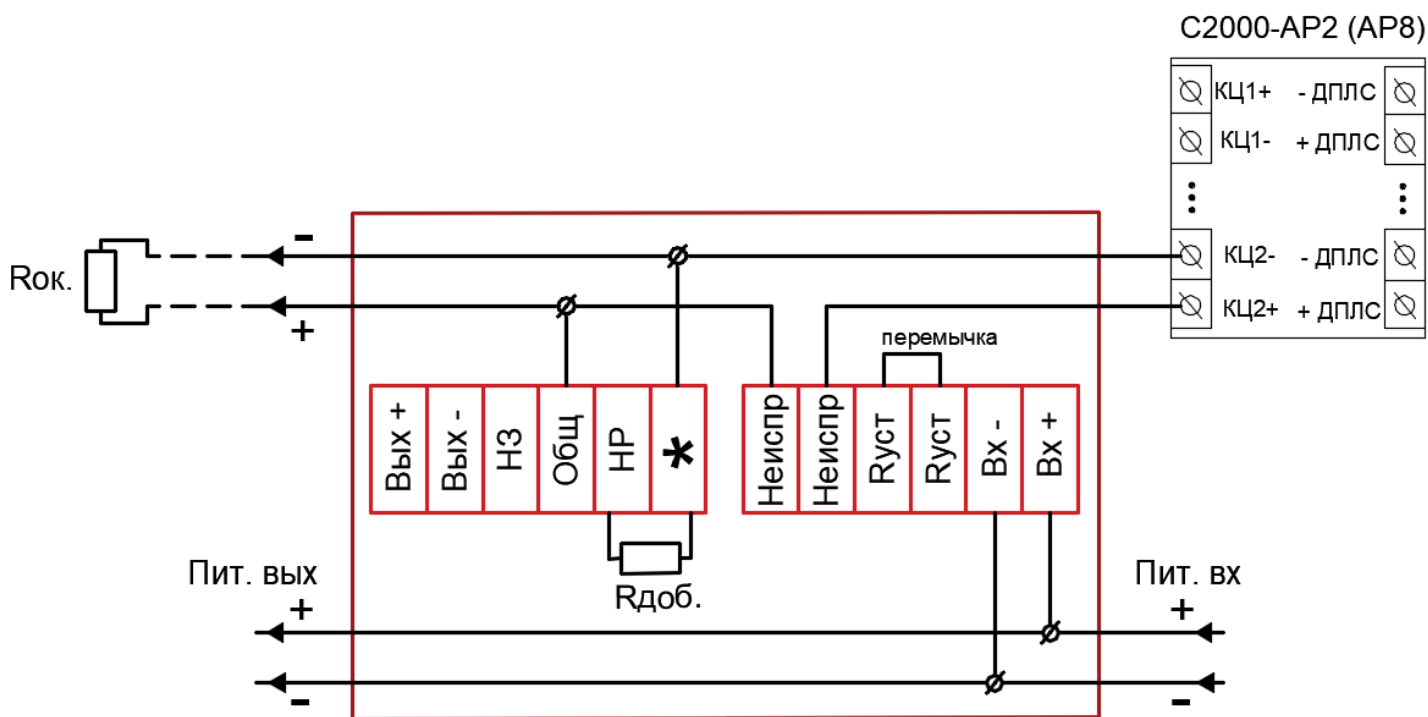 С2000-АР2 (АР8)
КЦ1+ - ДПЛС
КЦ1- + ДПЛС
КЦ2- - ДПЛС
КЦ2+ + ДПЛС
-
Rок.
+
перемычка
Вых +
Вых -
НЗ
Общ
НР
*
Неиспр
Неиспр
Rуст
Rуст
Вх -
Вх +
Rдоб.
Пит. вых
+
-
Пит. вх
+
-